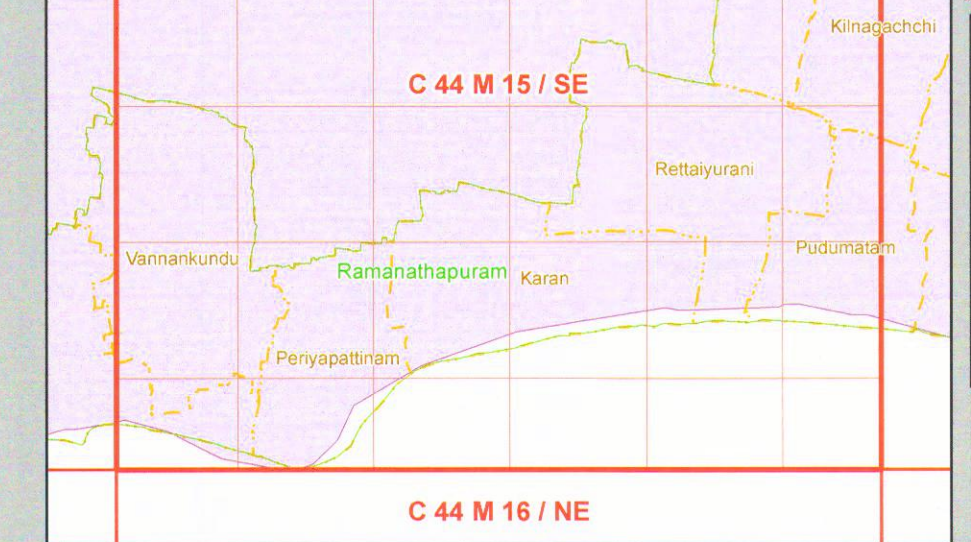 Kilnagachchi
C 44 M 15 / SE
Rettaiyurani
Pudumatam
Vannankundu
Ramanathapuram
Karan
Periyapattinam
C 44 M 16 / NE